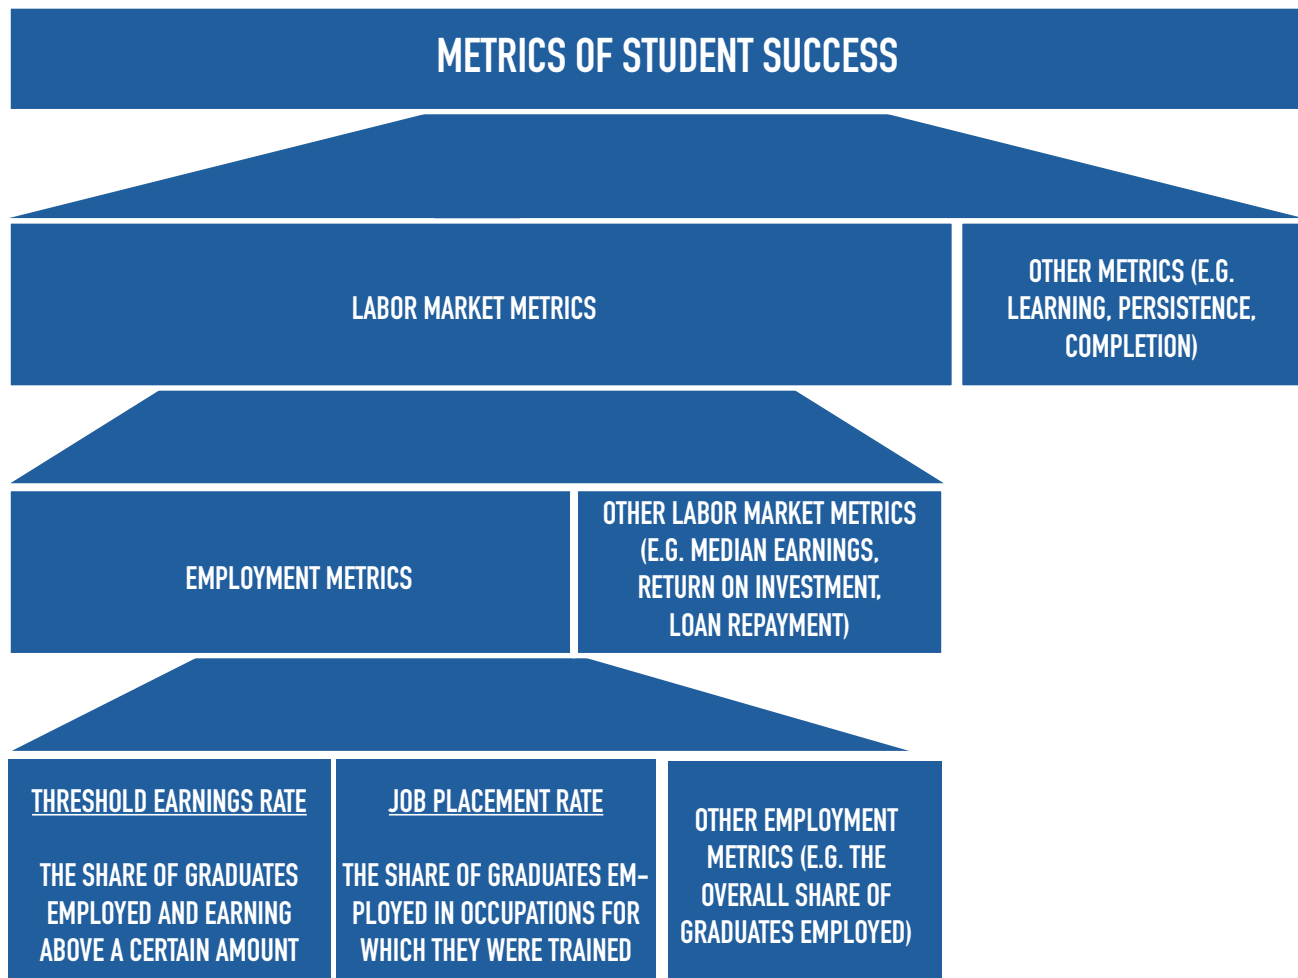 METRICS OF STUDENT SUCCESS
LABOR MARKET METRICS
OTHER METRICS (E.G.
LEARNING, PERSISTENCE,
COMPLETION)
EMPLOYMENT METRICS
OTHER LABOR MARKET METRICS
(E.G. MEDIAN EARNINGS,
RETURN ON INVESTMENT,
LOAN REPAYMENT)
THRESHOLD EARNINGS RATE
THE SHARE OF GRADUATES
EMPLOYED AND EARNING
ABOVE A CERTAIN AMOUNT
JOB PLACEMENT RATE
THE SHARE OF GRADUATES EM-
PLOYED IN OCCUPATIONS FOR
WHICH THEY WERE TRAINED
OTHER EMPLOYMENT
METRICS (E.G. THE
OVERALL SHARE OF
GRADUATES EMPLOYED)